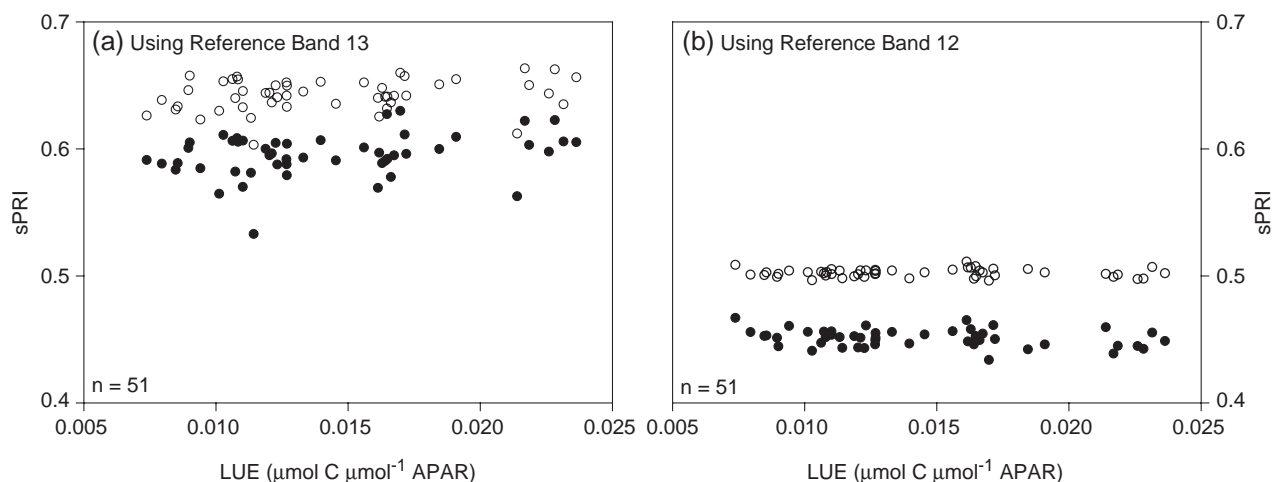 (a) Using Reference Band 13
(b) Using Reference Band 12
0.7
0.6
0.5
0.4
sPRI
n = 51
0.005
0.010
0.015
0.020
0.025
LUE (μmol C μmol⁻¹ APAR)
n = 51
0.005
0.010
0.015
0.020
0.025
LUE (μmol C μmol⁻¹ APAR)
0.7
0.6
0.5
0.4
sPRI